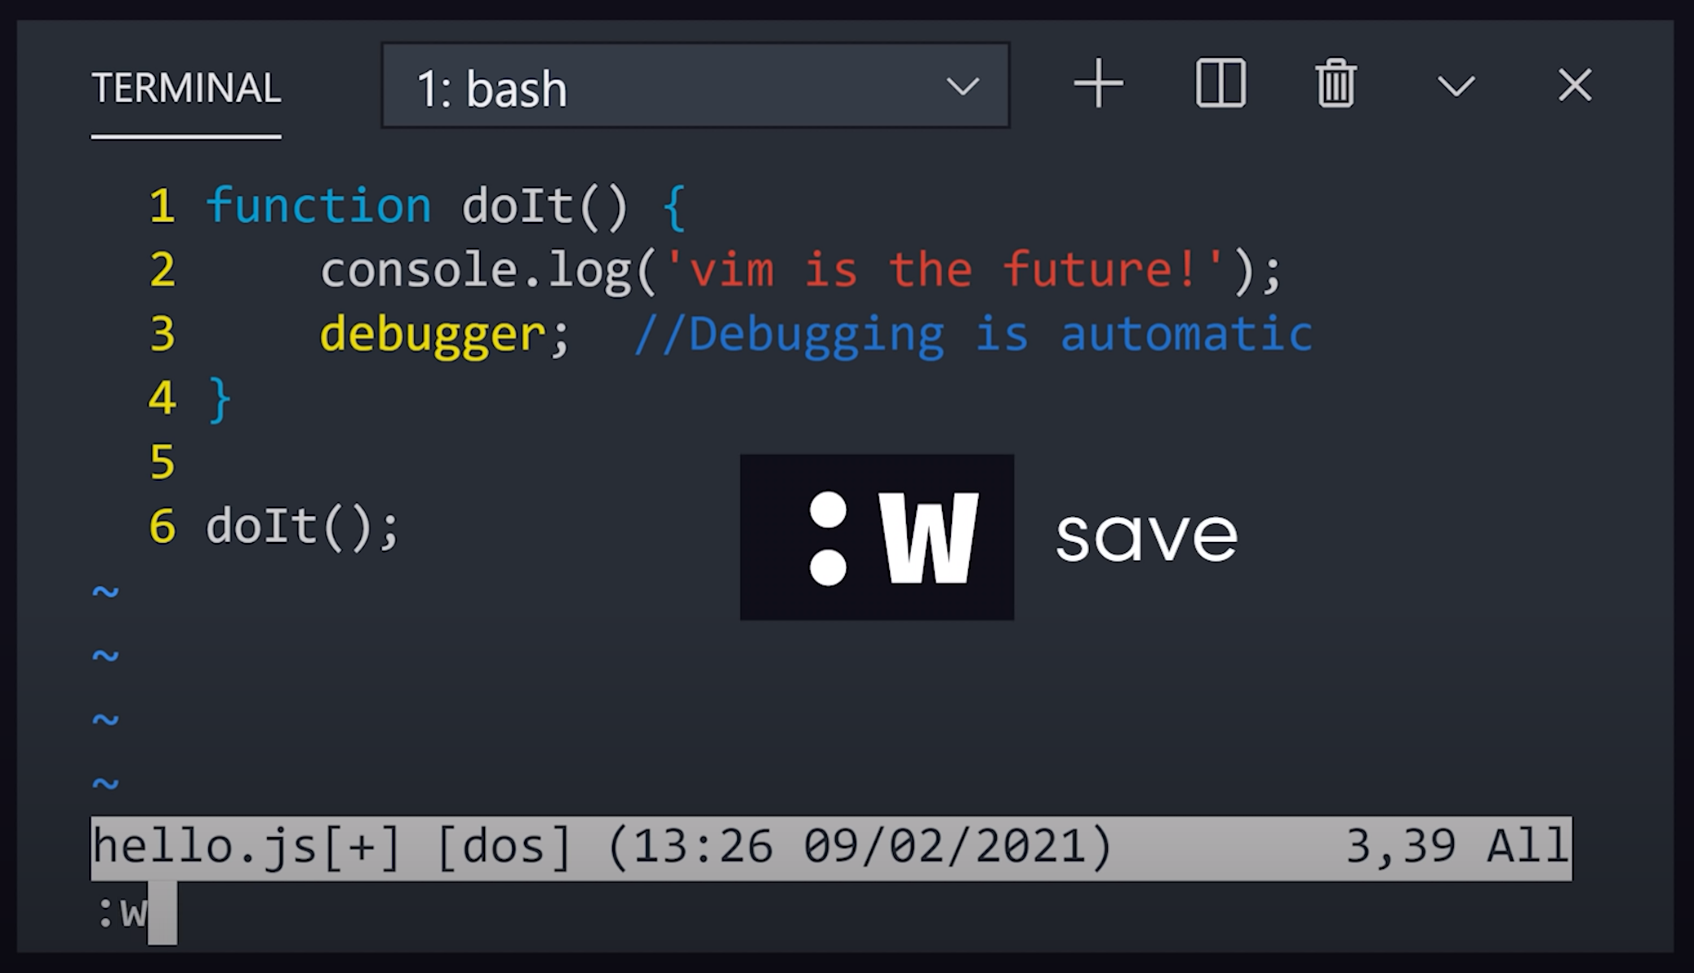 TERMINAL 1: bash
1 function doIt() {
2     console.log('vim is the future!');
3     debugger;  //Debugging is automatic
4 }
5
6 doIt();
:w save
~
~
~
~
hello.js[+] [dos] (13:26 09/02/2021) 3,39 All
:w